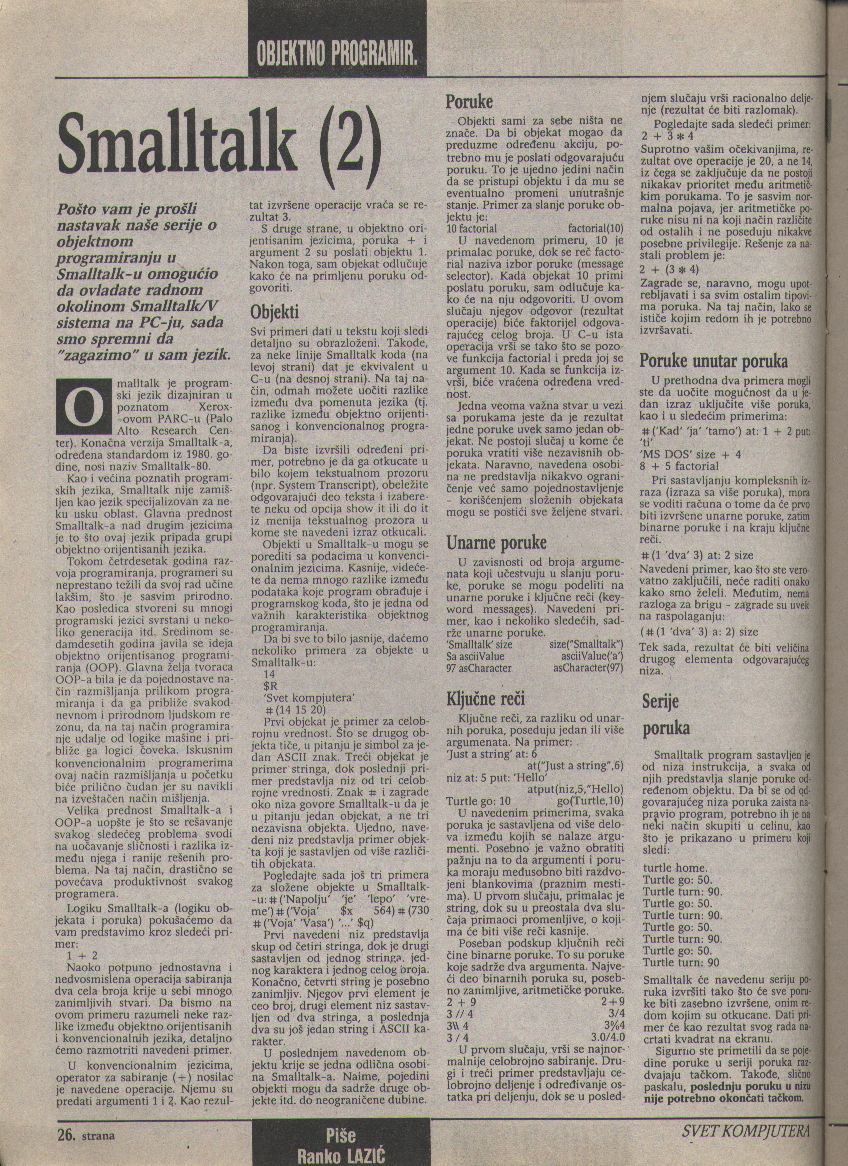 OBJEKTNO PROGRAMIR.
Smalltalk (2)
Pošto vam je prošli
nastavak naše serije o
objektnom
programiranju u
Smalltalk-u omogućio
da ovladate radnom
okolinom Smalltalk/V
sistema na PC-ju, sada
smo spremni da
"zagazimo" u sam jezik.
O
malltalk je program-
ski jezik dizajniran u
poznatom Xerox-
-ovom PARC-u (Palo
Alto Research Cen-
ter). Konačna verzija Smalltalk-a,
određena standardom iz 1980. go-
dine, nosi naziv Smalltalk-80.
Kao i većina poznatih program-
skih jezika, Smalltalk nije zamiš-
ljen kao jezik specijalizovan za ne-
ku usku oblast. Glavna prednost
Smalltalk-a nad drugim jezicima
je to što ovaj jezik pripada grupi
objektno orijentisanih jezika.
Tokom četrdesetak godina raz-
voja programiranja, programeri su
neprestano težili da svoj rad učine
lakšim, što je sasvim prirodno.
Kao posledica stvoreni su mnogi
programski jezici svrstani u neko-
liko generacija itd. Sredinom se-
damdesetih godina javila se ideja
objektno orijentisanog programi-
ranja (OOP). Glavna želja tvoraca
OOP-a bila je da pojednostave na-
čin razmišljanja prilikom progra-
miranja i da ga približe svakod-
nevnom i prirodnom ljudskom re-
zonu, da na taj način programira-
nje udalje od logike mašine i pri-
bliže ga logici čoveka. Iskusnim
konvencionalnim programerima
ovaj način razmišljanja u početku
biće prilično čudan jer su navikli
na izveštačen način mišljenja.
Velika prednost Smalltalk-a i
OOP-a uopšte je što se rešavanje
svakog sledećeg problema svodi
na uočavanje sličnosti i razlika iz-
među njega i ranije rešenih pro-
blema. Na taj način, drastično se
povećava produktivnost svakog
programera.
Logiku Smalltalk-a (logiku ob-
jekata i poruka) pokušaćemo da
vam predstavimo kroz sledeći pri-
mer:
1 + 2
Naoko potpuno jednostavna i
nedvosmislena operacija sabiranja
dva cela broja krije u sebi mnogo
zanimljivih stvari. Da bismo na
ovom primeru razumeli neke raz-
like između objektno orijentisanih
i konvencionalnih jezika, detaljno
ćemo razmotriti navedeni primer.
U konvencionalnim jezicima,
operator za sabiranje (+) nosilac
je navedene operacije. Njemu su
predati argumenti 1 i 2. Kao rezul-
tat izvršene operacije vraća se re-
zultat 3.
S druge strane, u objektno ori-
jentisanim jezicima, poruka + i
argument 2 su poslati objektu 1.
Nakon toga, sam objekat odlučuje
kako će na primljenu poruku od-
govoriti.
Objekti
Svi primeri dati u tekstu koji sledi
detaljno su obrazloženi. Takođe,
za neke linije Smalltalk koda (na
levoj strani) dat je ekvivalent u
C-u (na desnoj strani). Na taj na-
čin, odmah možete uočiti razlike
između dva pomenuta jezika (tj.
razlike između objektno orijenti-
sanog i konvencionalnog progra-
miranja).
Da biste izvršili određeni pri-
mer, potrebno je da ga otkucate u
bilo kojem tekstualnom prozoru
(npr. System Transcript), obeležite
odgovarajući deo teksta i izabere-
te neku od opcija show it ili do it
iz menija tekstualnog prozora u
kome ste navedeni izraz otkucali.
Objekti u Smalltalk-u mogu se
porediti sa podacima u konvenci-
onalnim jezicima. Kasnije, videće-
te da nema mnogo razlike između
podataka koje program obrađuje i
programskog koda, što je jedna od
važnih karakteristika objektnog
programiranja.
Da bi sve to bilo jasnije, daćemo
nekoliko primera za objekte u
Smalltalk-u:
14
$R
'Svet kompjutera'
#(14 15 20)
Prvi objekat je primer za celob-
rojnu vrednost. Što se drugog ob-
jekta tiče, u pitanju je simbol za je-
dan ASCII znak. Treći objekat je
primer stringa, dok poslednji pri-
mer predstavlja niz od tri celob-
rojne vrednosti. Znak # i zagrade
oko niza govore Smalltalk-u da je
u pitanju jedan objekat, a ne tri
nezavisna objekta. Ujedno, nave-
deni niz predstavlja primer objek-
ta koji je sastavljen od više različi-
tih objekata.
Pogledajte sada još tri primera
za složene objekte u Smalltalk-
-u: #('Napolju' 'je' 'lepo' 'vre-
me') #('Voja' $x 564) #(730
#('Voja' 'Vasa') '...' $q)
Prvi navedeni niz predstavlja
skup od četiri stringa, dok je drugi
sastavljen od jednog stringa, jed-
nog karaktera i jednog celog broja.
Konačno, četvrti string je posebno
zanimljiv. Njegov prvi element je
ceo broj, drugi element niz sastav-
ljen od dva stringa, a poslednja
dva su još jedan string i ASCII ka-
rakter.
U poslednjem navedenom ob-
jektu krije se jedna odlična osobi-
na Smalltalk-a. Naime, pojedini
objekti mogu da sadrže druge ob-
jekte itd. do neograničene dubine.
Poruke
Objekti sami za sebe ništa ne
znače. Da bi objekat mogao da
preduzme određenu akciju, po-
trebno mu je poslati odgovarajuću
poruku. To je ujedno jedini način
da se pristupi objektu i da mu se
eventualno promeni unutrašnje
stanje. Primer za slanje poruke ob-
jektu je:
10 factorial factorial(10)
U navedenom primeru, 10 je
primalac poruke, dok se reč facto-
rial naziva izbor poruke (message
selector). Kada objekat 10 primi
poslatu poruku, sam odlučuje ka-
ko će na nju odgovoriti. U ovom
slučaju njegov odgovor (rezultat
operacije) biće faktorijel odgova-
rajućeg celog broja. U C-u ista
operacija vrši se tako što se pozo-
ve funkcija factorial i preda joj se
argument 10. Kada se funkcija iz-
vrši, biće vraćena određena vred-
nost.
Jedna veoma važna stvar u vezi
sa porukama jeste da je rezultat
jedne poruke uvek samo jedan ob-
jekat. Ne postoji slučaj u kome će
poruka vratiti više nezavisnih ob-
jekata. Naravno, navedena osobi-
na ne predstavlja nikakvo ograni-
čenje već samo pojednostavljenje
- korišćenjem složenih objekata
mogu se postići sve željene stvari.
Unarne poruke
U zavisnosti od broja argume-
nata koji učestvuju u slanju poru-
ke, poruke se mogu podeliti na
unarne poruke i ključne reči (key-
word messages). Navedeni pri-
mer, kao i nekoliko sledećih, sad-
rže unarne poruke.
'Smalltalk' size size("Smalltalk")
$a asciiValue asciiValue('a')
97 asCharacter asCharacter(97)
Ključne reči
Ključne reči, za razliku od unar-
nih poruka, poseduju jedan ili više
argumenata. Na primer:
'Just a string' at: 6
at("Just a string",6)
niz at: 5 put: 'Hello'
atput(niz,5,"Hello)
Turtle go: 10 go(Turtle,10)
U navedenim primerima, svaka
poruka je sastavljena od više delo-
va između kojih se nalaze argu-
menti. Posebno je važno obratiti
pažnju na to da argumenti i poru-
ka moraju međusobno biti razdvo-
jeni blankovima (praznim mesti-
ma). U prvom slučaju, primalac je
string, dok su u preostala dva slu-
čaja primaoci promenljive, o koji-
ma će biti više reči kasnije.
Poseban podskup ključnih reči
čine binarne poruke. To su poruke
koje sadrže dva argumenta. Najve-
ći deo binarnih poruka su, poseb-
no zanimljive, aritmetičke poruke.
2 + 9 2+9
3 // 4 3/4
3\\ 4 3%4
3 / 4 3.0/4.0
U prvom slučaju, vrši se najnor-
malnije celobrojno sabiranje. Dru-
gi i treći primer predstavljaju ce-
lobrojno deljenje i određivanje os-
tatka pri deljenju, dok se u posled-
njem slučaju vrši racionalno delje-
nje (rezultat će biti razlomak).
Pogledajte sada sledeći primer:
2 + 3 * 4
Suprotno vašim očekivanjima, re-
zultat ove operacije je 20, a ne 14,
iz čega se zaključuje da ne postoji
nikakav prioritet među aritmetič-
kim porukama. To je sasvim nor-
malna pojava, jer aritmetičke po-
ruke nisu ni na koji način različite
od ostalih i ne poseduju nikakve
posebne privilegije. Rešenje za na-
stali problem je:
2 + (3 * 4)
Zagrade se, naravno, mogu upot-
rebljavati i sa svim ostalim tipovi-
ma poruka. Na taj način, lako se
ističe kojim redom ih je potrebno
izvršavati.
Poruke unutar poruka
U prethodna dva primera mogli
ste da uočite mogućnost da u je-
dan izraz uključite više poruka,
kao i u sledećim primerima:
#('Kad' 'ja' 'tamo') at: 1 + 2 put:
'ti'
'MS DOS' size + 4
8 + 5 factorial
Pri sastavljanju kompleksnih iz-
raza (izraza sa više poruka), mora
se voditi računa o tome da će prvo
biti izvršene unarne poruke, zatim
binarne poruke i na kraju ključne
reči.
#(1 'dva' 3) at: 2 size
Navedeni primer, kao što ste vero-
vatno zaključili, neće raditi onako
kako smo želeli. Međutim, nema
razloga za brigu - zagrade su uvek
na raspolaganju:
(#(1 'dva' 3) a: 2) size
Tek sada, rezultat će biti veličina
drugog elementa odgovarajućeg
niza.
Serije
poruka
Smalltalk program sastavljen je
od niza instrukcija, a svaka od
njih predstavlja slanje poruke od-
ređenom objektu. Da bi se od od-
govarajućeg niza poruka zaista na-
pravio program, potrebno ih je na
neki način skupiti u celinu, kao
što je prikazano u primeru koji
sledi:
turtle home.
Turtle go: 50.
Turtle turn: 90.
Turtle go: 50.
Turtle turn: 90.
Turtle go: 50.
Turtle turn: 90.
Turtle go: 50.
Turtle turn: 90
Smalltalk će navedenu seriju po-
ruka izvršiti tako što će sve poru-
ke biti zasebno izvršene, onim re-
dom kojim su otkucane. Dati pri-
mer će kao rezultat svog rada na-
crtati kvadrat na ekranu.
Sigurno ste primetili da se poje-
dine poruke u seriji poruka raz-
dvajaju tačkom. Takođe, slično
paskalu, poslednju poruku u nizu
nije potrebno okončati tačkom.
26. strana
Piše
Ranko LAZIĆ
SVET KOMPJUTERA